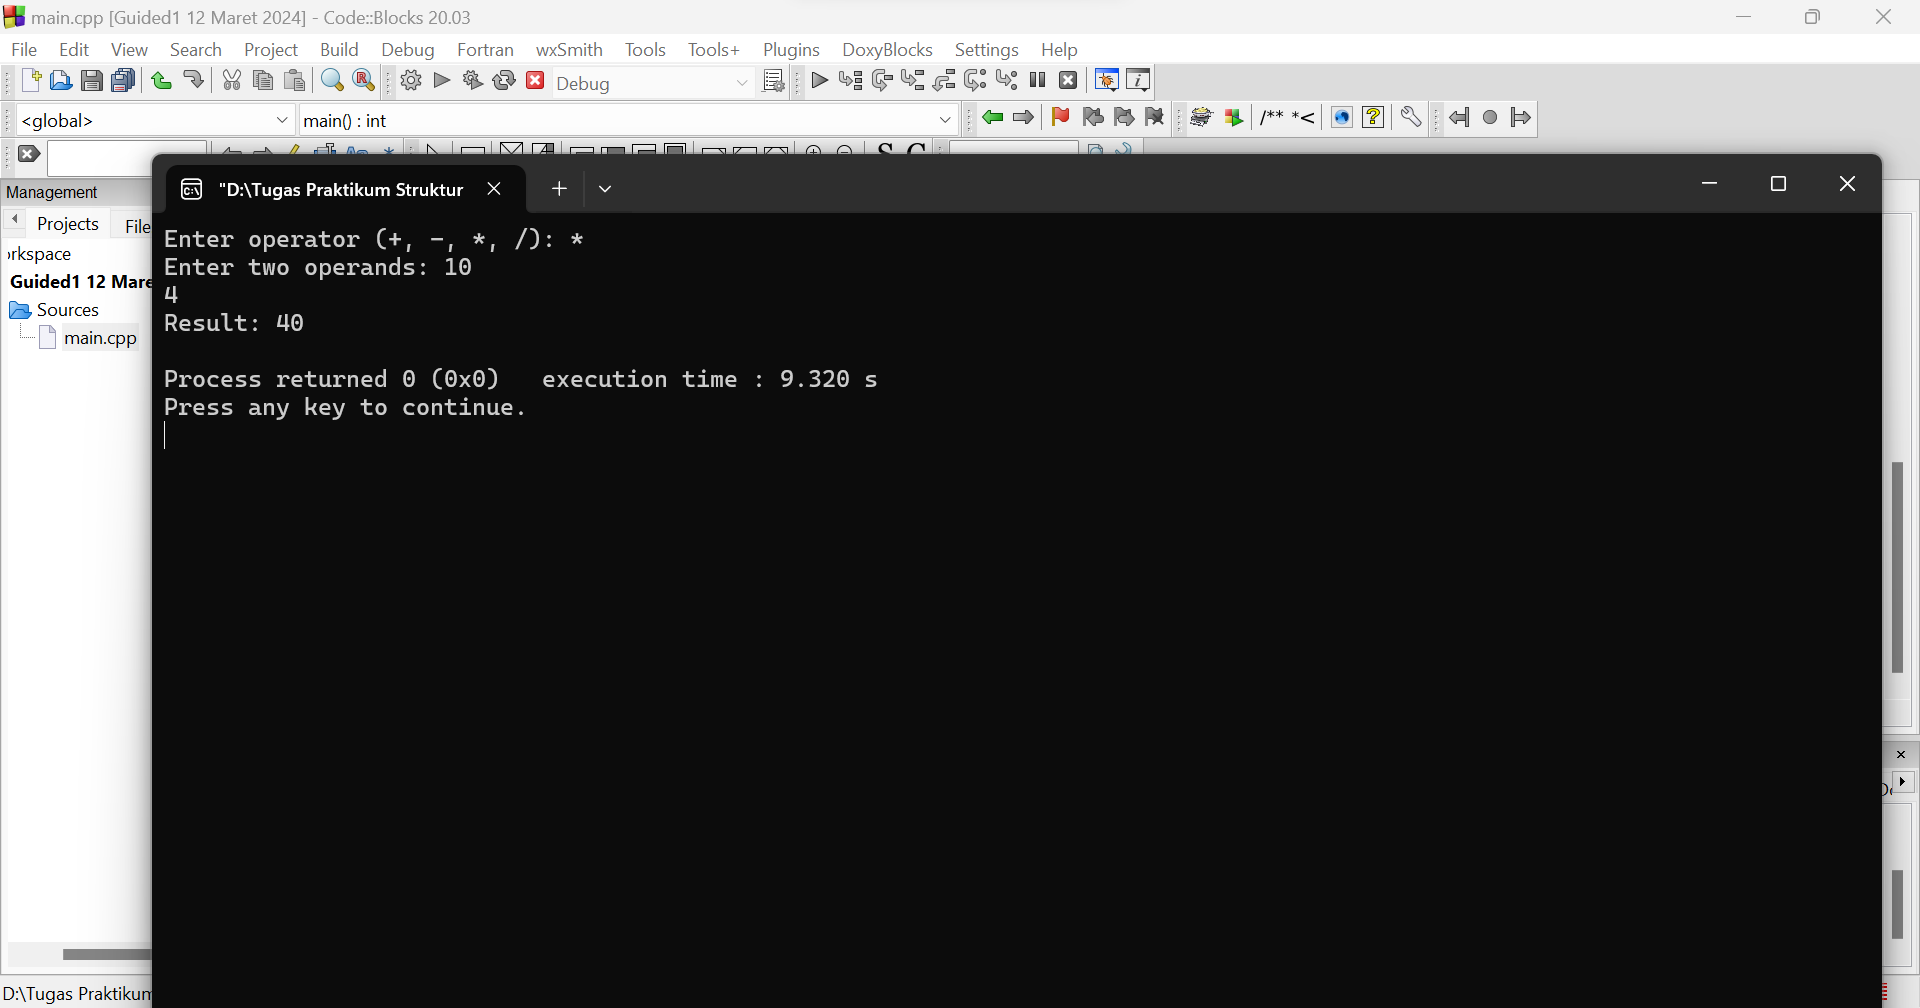 main.cpp [Guided1 12 Maret 2024] - Code::Blocks 20.03
File Edit View Search Project Build Debug Fortran wxSmith Tools Tools+ Plugins DoxyBlocks Settings Help
Debug
<global> main() : int /** *<
Management
"D:\Tugas Praktikum Struktur
Projects File
orkspace
Guided1 12 Mare
Sources
main.cpp
Enter operator (+, -, *, /): *
Enter two operands: 10
4
Result: 40
Process returned 0 (0x0)   execution time : 9.320 s
Press any key to continue.
D:\Tugas Praktikum